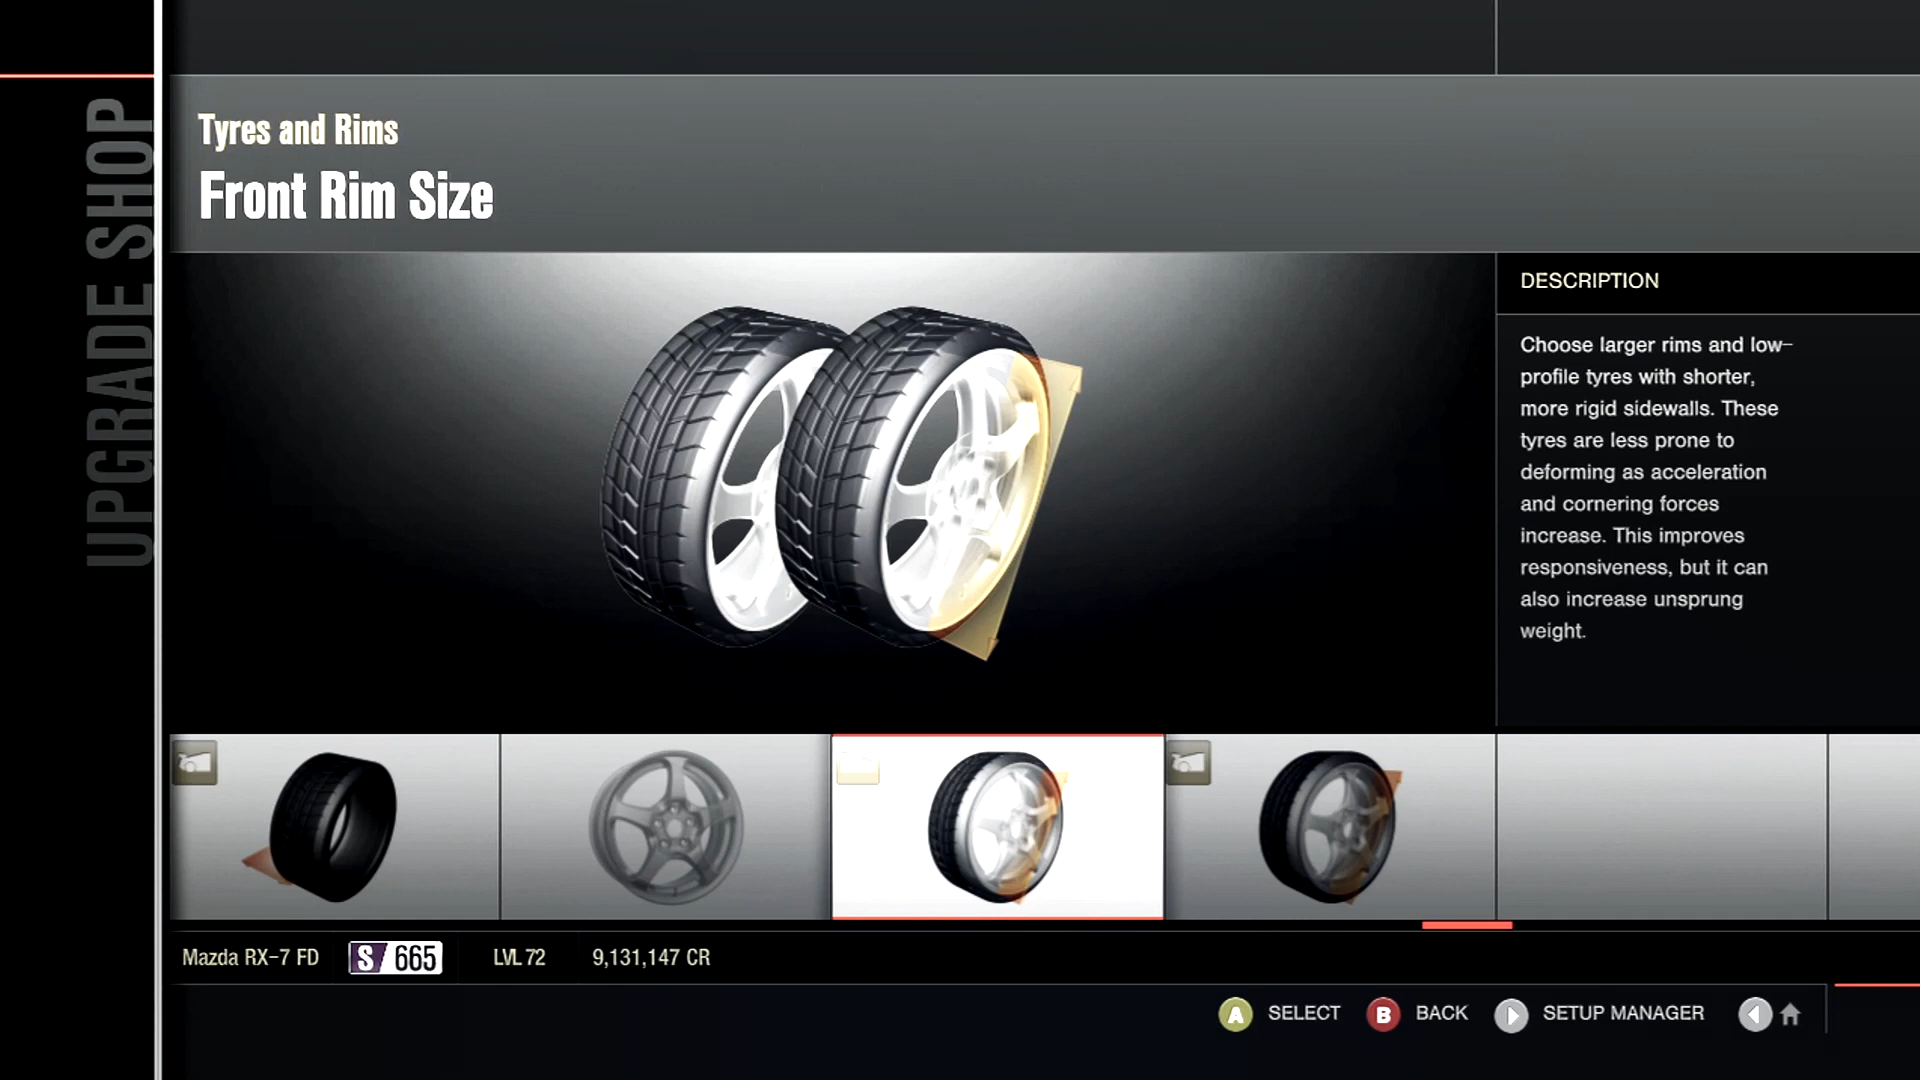 UPGRADE SHOP
Tyres and Rims
Front Rim Size
DESCRIPTION
Choose larger rims and low–
profile tyres with shorter,
more rigid sidewalls. These
tyres are less prone to
deforming as acceleration
and cornering forces
increase. This improves
responsiveness, but it can
also increase unsprung
weight.
Mazda RX–7 FD S 665 LVL 72 9,131,147 CR
A SELECT B BACK SETUP MANAGER